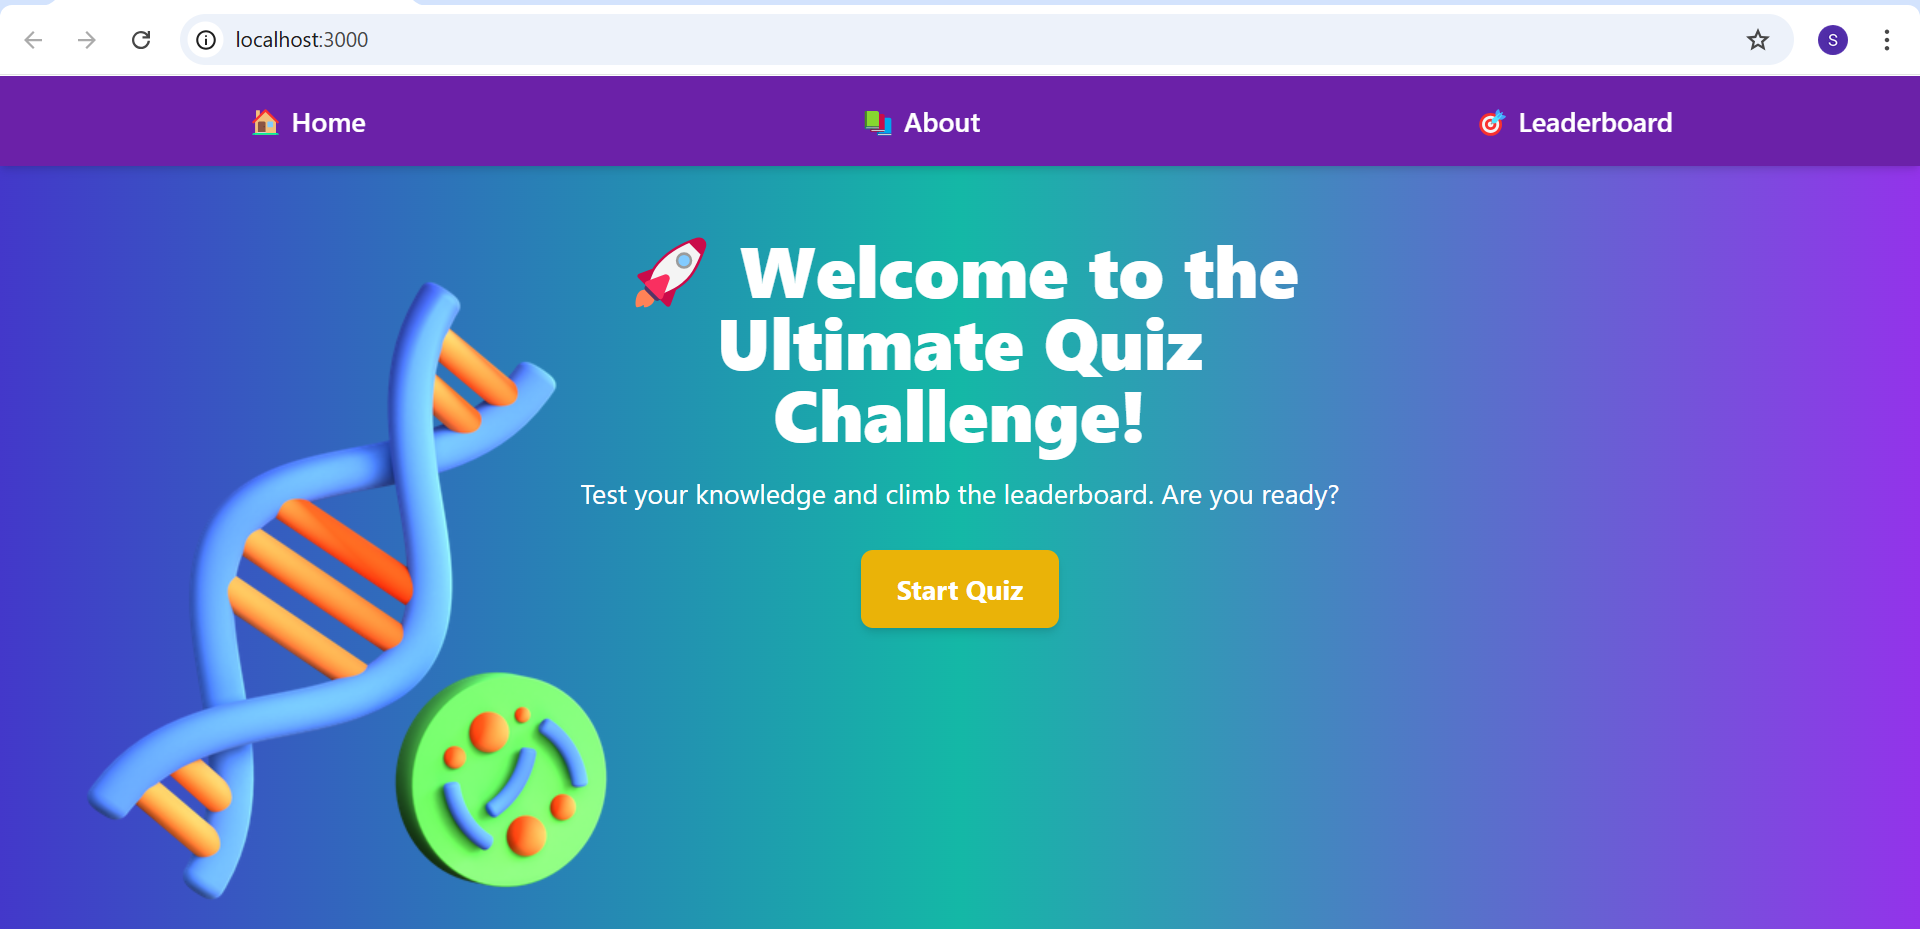 localhost:3000
S
🏠 Home
📚 About
🎯 Leaderboard
🚀 Welcome to the
Ultimate Quiz
Challenge!
Test your knowledge and climb the leaderboard. Are you ready?
Start Quiz